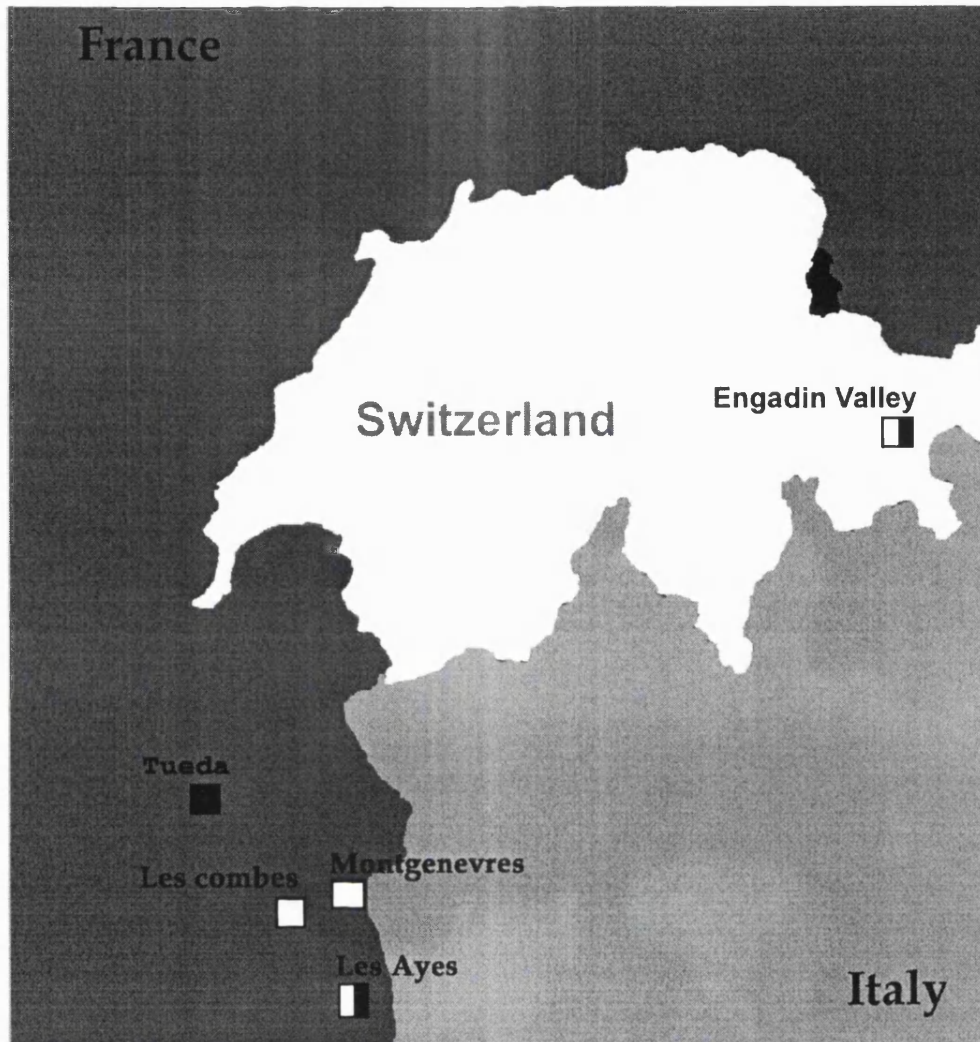 France
Engadin Valley
Switzerland
Tueda
Montgenevres
Les combes
Les Ayes
Italy